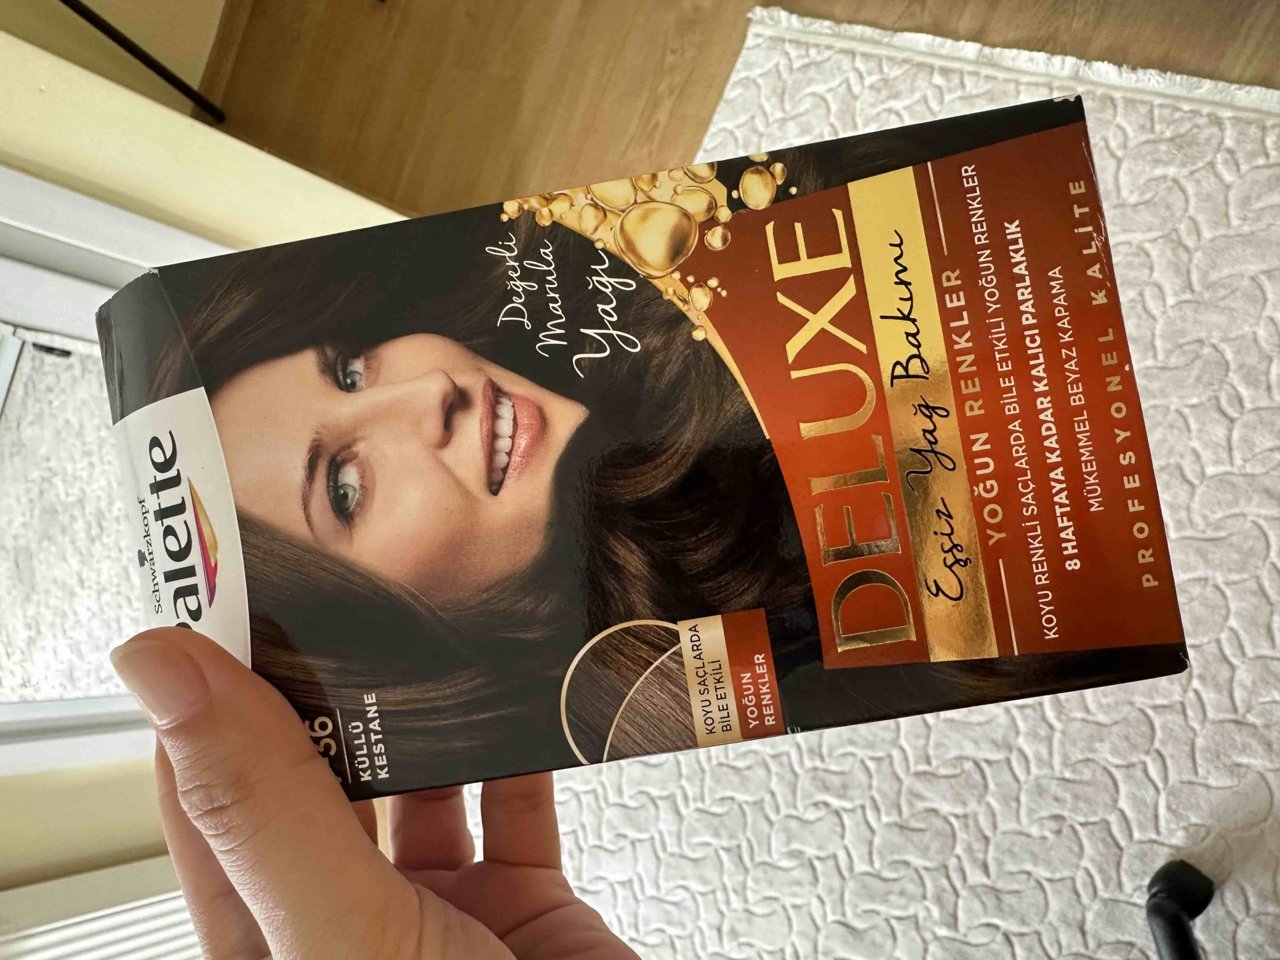 Schwarzkopf
Palette
Değerli
Marula
Yağı
DELUXE
Eşsiz Yağ Bakımı
YOĞUN RENKLER
KOYU RENKLİ SAÇLARDA BİLE ETKİLİ YOĞUN RENKLER
8 HAFTAYA KADAR KALICI PARLAKLIK
MÜKEMMEL BEYAZ KAPAMA
PROFESYONEL KALİTE
KOYU SAÇLARDA
BİLE ETKİLİ
YOĞUN
RENKLER
KÜLLÜ
KESTANE